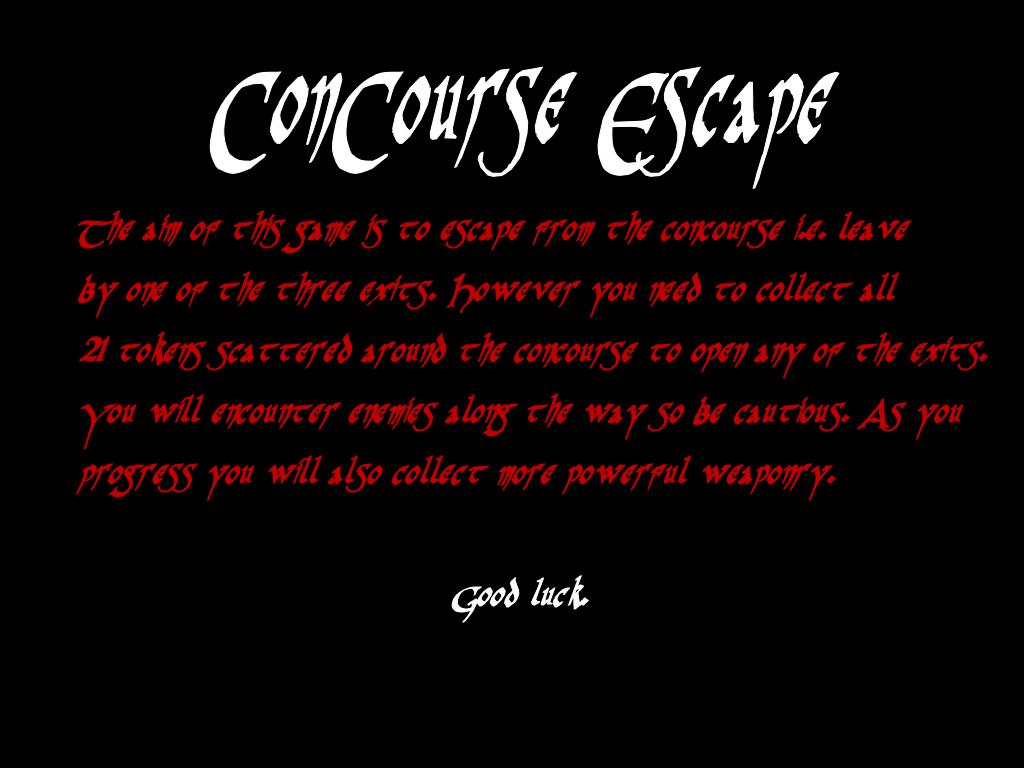 ConCourse Escape
The aim of this game is to escape from the concourse i.e. leave
by one of the three exits. However you need to collect all
21 tokens scattered around the concourse to open any of the exits.
You will encounter enemies along the way so be cautious. As you
progress you will also collect more powerful weaponry.
Good luck.